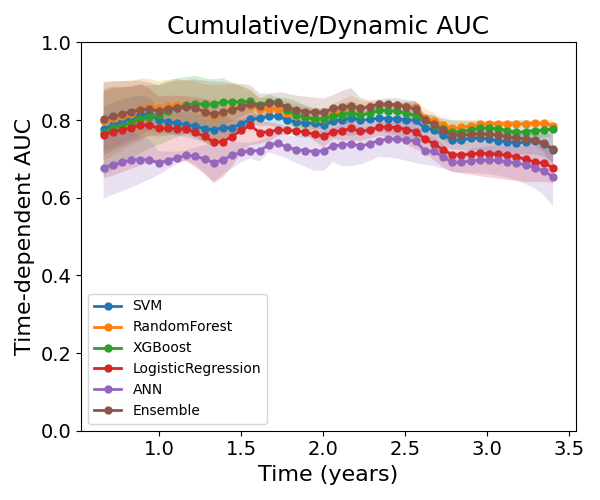 Cumulative/Dynamic AUC
Time-dependent AUC
1.0
0.8
0.6
0.4
0.2
0.0
SVM
RandomForest
XGBoost
LogisticRegression
ANN
Ensemble
1.0 1.5 2.0 2.5 3.0 3.5
Time (years)